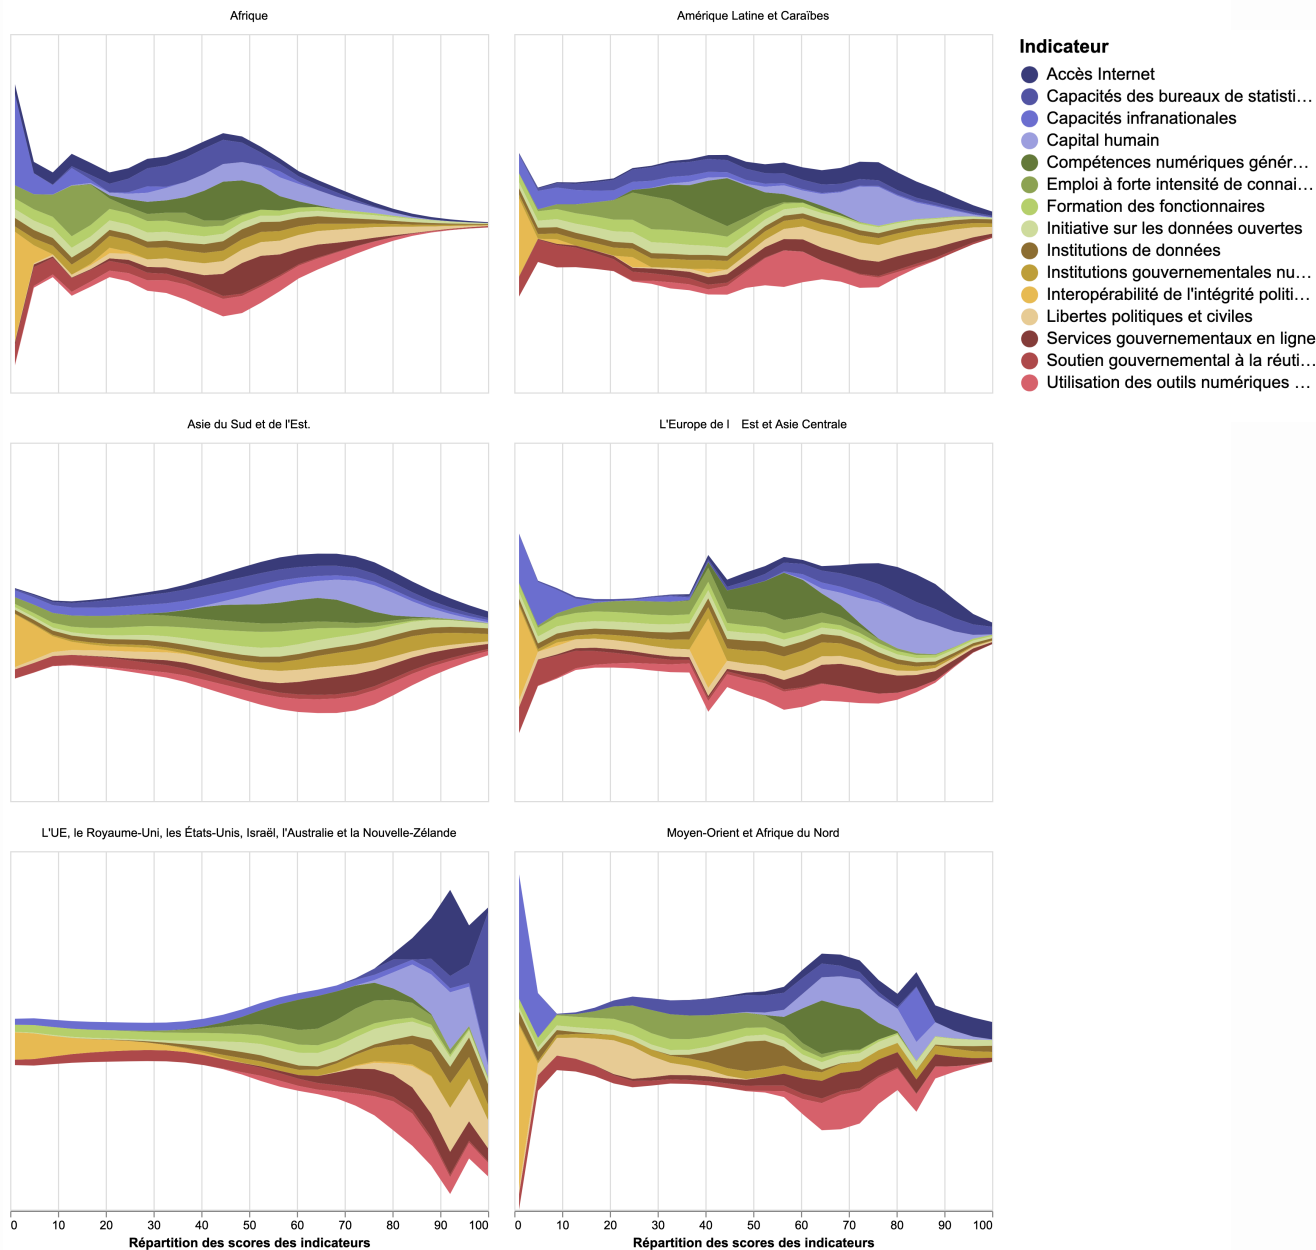 Afrique
Amérique Latine et Caraïbes
Indicateur
Accès Internet
Capacités des bureaux de statisti…
Capacités infranationales
Capital humain
Compétences numériques génér…
Emploi à forte intensité de connai…
Formation des fonctionnaires
Initiative sur les données ouvertes
Institutions de données
Institutions gouvernementales nu…
Interopérabilité de l'intégrité politi…
Libertes politiques et civiles
Services gouvernementaux en ligne
Soutien gouvernemental à la réuti…
Utilisation des outils numériques …
Asie du Sud et de l'Est.
L'Europe de l Est et Asie Centrale
L'UE, le Royaume-Uni, les États-Unis, Israël, l'Australie et la Nouvelle-Zélande
Moyen-Orient et Afrique du Nord
0 10 20 30 40 50 60 70 80 90 100
0 10 20 30 40 50 60 70 80 90 100
Répartition des scores des indicateurs
Répartition des scores des indicateurs